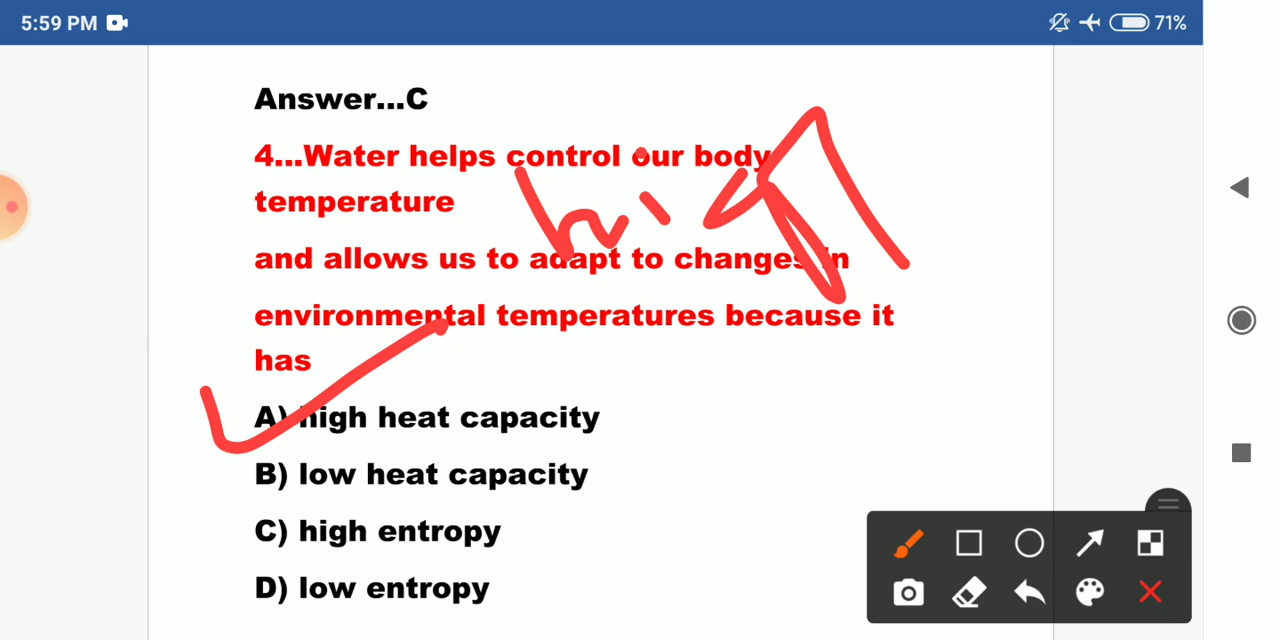 5:59 PM
71%
Answer...C
4...Water helps control our body
temperature
and allows us to adapt to changes in
environmental temperatures because it
has
A) high heat capacity
B) low heat capacity
C) high entropy
D) low entropy